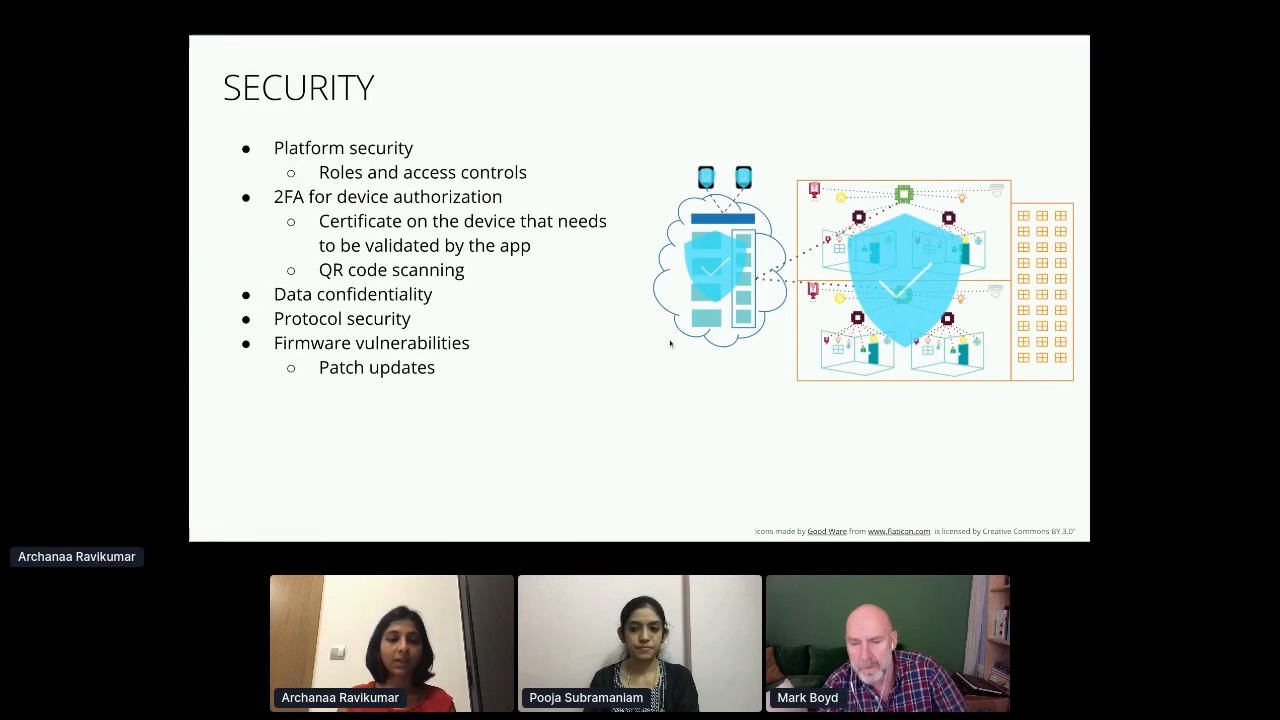 SECURITY
● Platform security
○ Roles and access controls
● 2FA for device authorization
○ Certificate on the device that needs
to be validated by the app
○ QR code scanning
● Data confidentiality
● Protocol security
● Firmware vulnerabilities
○ Patch updates
Icons made by Good Ware from www.flaticon.com is licensed by Creative Commons BY 3.0"
Archanaa Ravikumar
Archanaa Ravikumar
Pooja Subramaniam
Mark Boyd